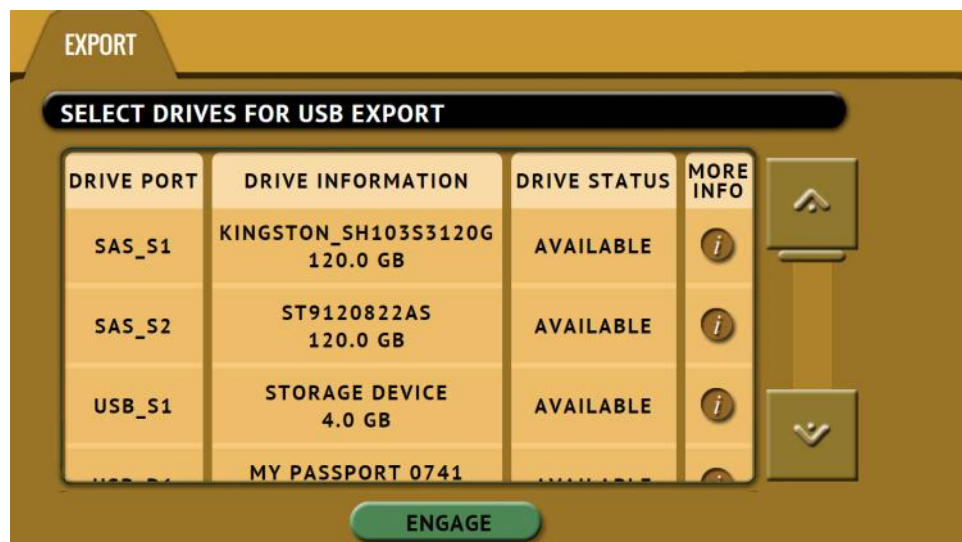 EXPORT
SELECT DRIVES FOR USB EXPORT
DRIVE PORT DRIVE INFORMATION DRIVE STATUS MORE INFO
SAS_S1 KINGSTON_SH103S3120G 120.0 GB AVAILABLE i
SAS_S2 ST9120822AS 120.0 GB AVAILABLE i
USB_S1 STORAGE DEVICE 4.0 GB AVAILABLE i
MY PASSPORT 0741
ENGAGE